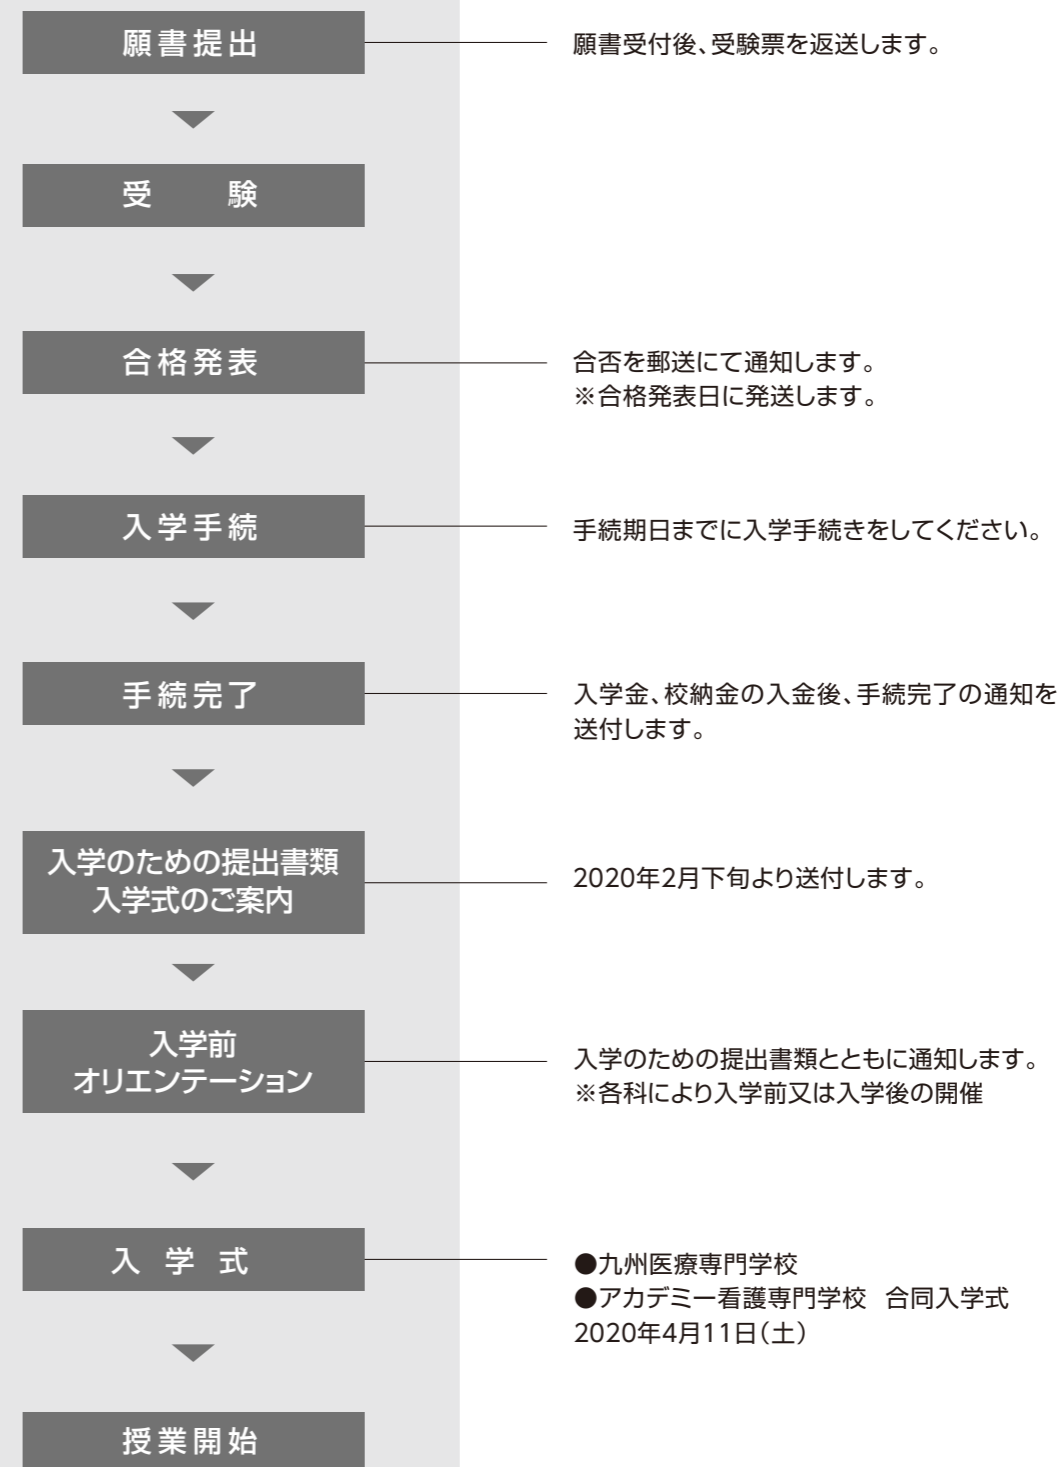 願書提出
願書受付後、受験票を返送します。
受 験
合格発表
合否を郵送にて通知します。
※合格発表日に発送します。
入学手続
手続期日までに入学手続きをしてください。
手続完了
入学金、校納金の入金後、手続完了の通知を
送付します。
入学のための提出書類
入学式のご案内
2020年2月下旬より送付します。
入学前
オリエンテーション
入学のための提出書類とともに通知します。
※各科により入学前又は入学後の開催
入 学 式
●九州医療専門学校
●アカデミー看護専門学校 合同入学式
2020年4月11日(土)
授業開始